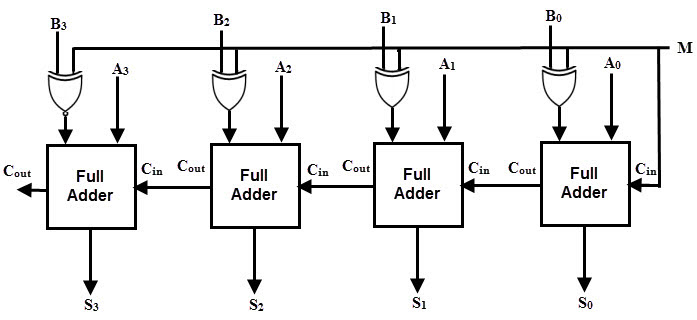 B3
B2
B1
B0
M
A3
A2
A1
A0
Cout
Full
Adder
Cin
Cout
Full
Adder
Cin
Cout
Full
Adder
Cin
Cout
Full
Adder
Cin
S3
S2
S1
S0